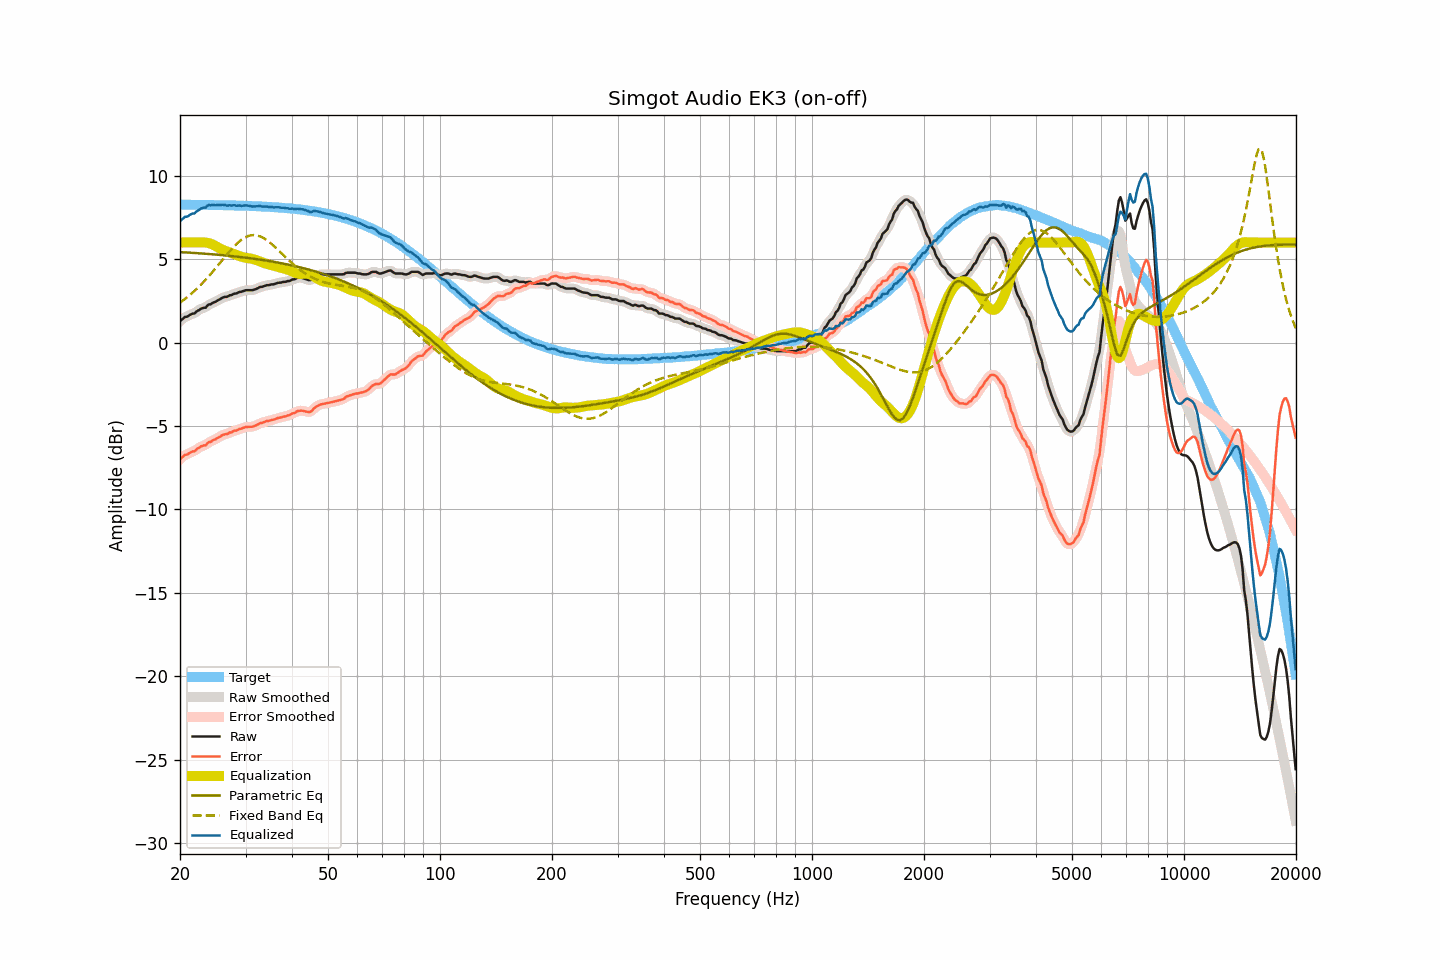 Simgot Audio EK3 (on-off)
10
5
0
−5
−10
−15
−20
−25
−30
Amplitude (dBr)
Target
Raw Smoothed
Error Smoothed
Raw
Error
Equalization
Parametric Eq
Fixed Band Eq
Equalized
20 50 100 200 500 1000 2000 5000 10000 20000
Frequency (Hz)